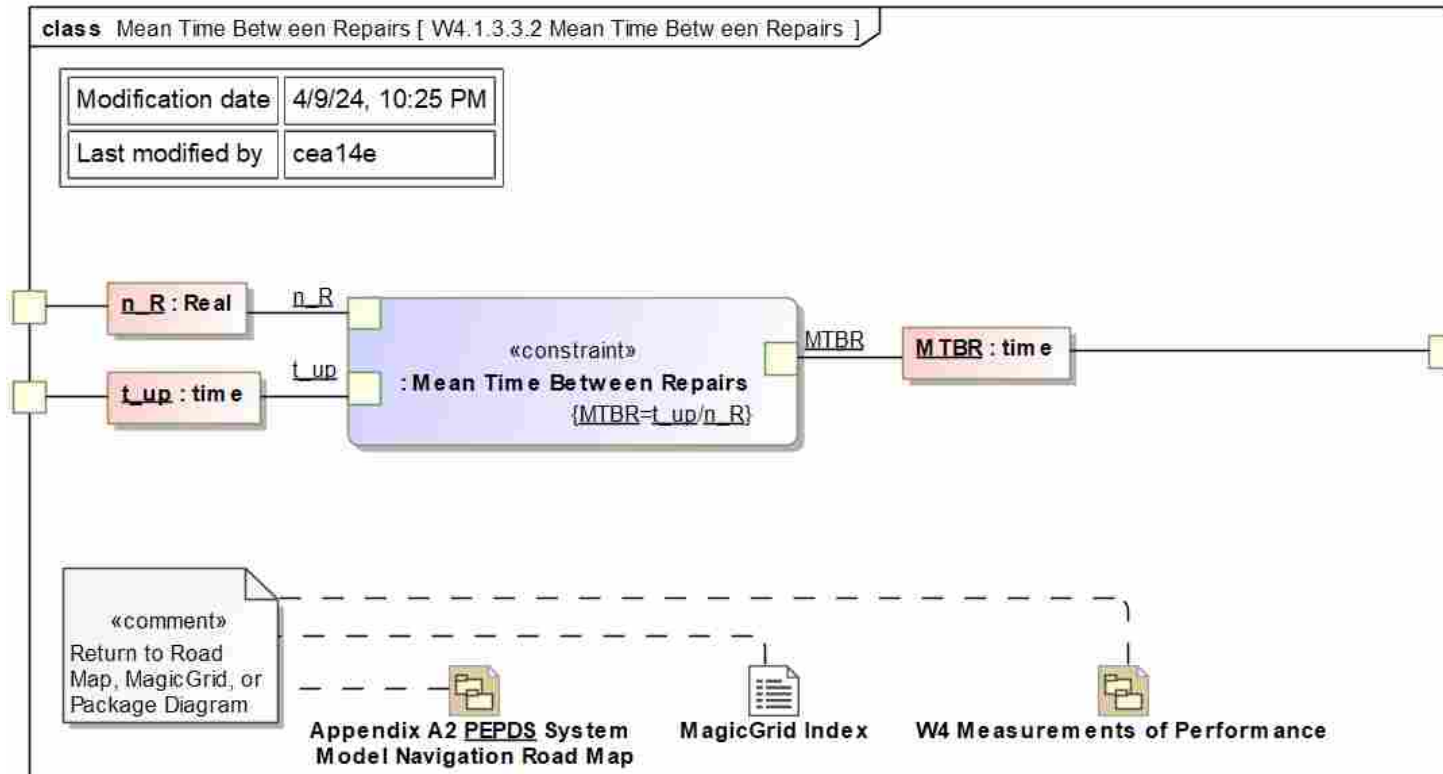 class Mean Time Between Repairs [ W4.1.3.3.2 Mean Time Between Repairs ]
Modification date 4/9/24, 10:25 PM
Last modified by cea14e
n_R : Real
n_R
t_up : time
t_up
«constraint»
: Mean Time Between Repairs
{MTBR=t_up/n_R}
MTBR
MTBR : time
«comment»
Return to Road
Map, MagicGrid, or
Package Diagram
Appendix A2 PEPDS System
Model Navigation Road Map
MagicGrid Index
W4 Measurements of Performance